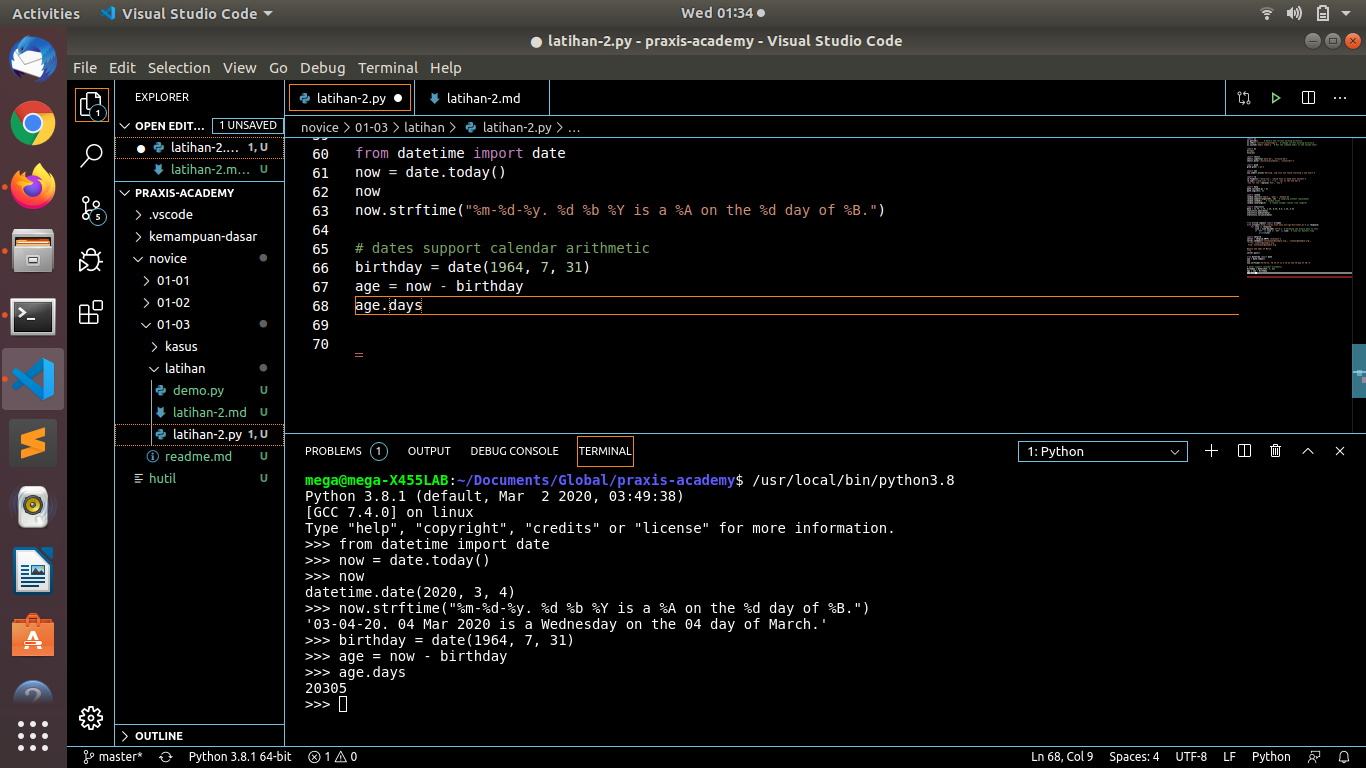 Activities
Visual Studio Code
Wed 01:34
latihan-2.py - praxis-academy - Visual Studio Code
File Edit Selection View Go Debug Terminal Help
1
5
EXPLORER
OPEN EDIT... 1 UNSAVED
latihan-2.... 1, U
latihan-2.m... U
PRAXIS-ACADEMY
.vscode
kemampuan-dasar
novice
01-01
01-02
01-03
kasus
latihan
demo.py U
latihan-2.md U
latihan-2.py 1, U
readme.md U
hutil
OUTLINE
latihan-2.py
latihan-2.md
novice > 01-03 > latihan > latihan-2.py > ...
60 from datetime import date
61 now = date.today()
62 now
63 now.strftime("%m-%d-%y. %d %b %Y is a %A on the %d day of %B.")
64
65 # dates support calendar arithmetic
66 birthday = date(1964, 7, 31)
67 age = now - birthday
68 age.days
69
70
PROBLEMS 1 OUTPUT DEBUG CONSOLE TERMINAL
1: Python
mega@mega-X455LAB:~/Documents/Global/praxis-academy$ /usr/local/bin/python3.8
Python 3.8.1 (default, Mar  2 2020, 03:49:38)
[GCC 7.4.0] on linux
Type "help", "copyright", "credits" or "license" for more information.
>>> from datetime import date
>>> now = date.today()
>>> now
datetime.date(2020, 3, 4)
>>> now.strftime("%m-%d-%y. %d %b %Y is a %A on the %d day of %B.")
'03-04-20. 04 Mar 2020 is a Wednesday on the 04 day of March.'
>>> birthday = date(1964, 7, 31)
>>> age = now - birthday
>>> age.days
20305
>>>
master* Python 3.8.1 64-bit 1 0 Ln 68, Col 9 Spaces: 4 UTF-8 LF Python